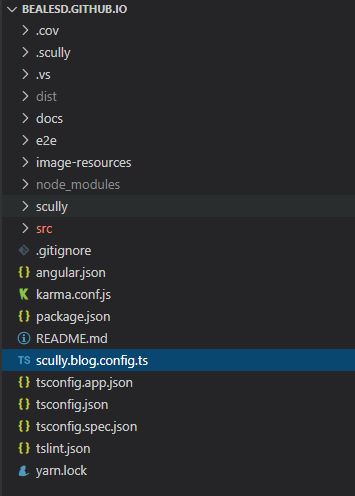 BEALESD.GITHUB.IO
.cov
.scully
.vs
dist
docs
e2e
image-resources
node_modules
scully
src
.gitignore
{} angular.json
karma.conf.js
{} package.json
README.md
TS scully.blog.config.ts
{} tsconfig.app.json
{} tsconfig.json
{} tsconfig.spec.json
{} tslint.json
yarn.lock